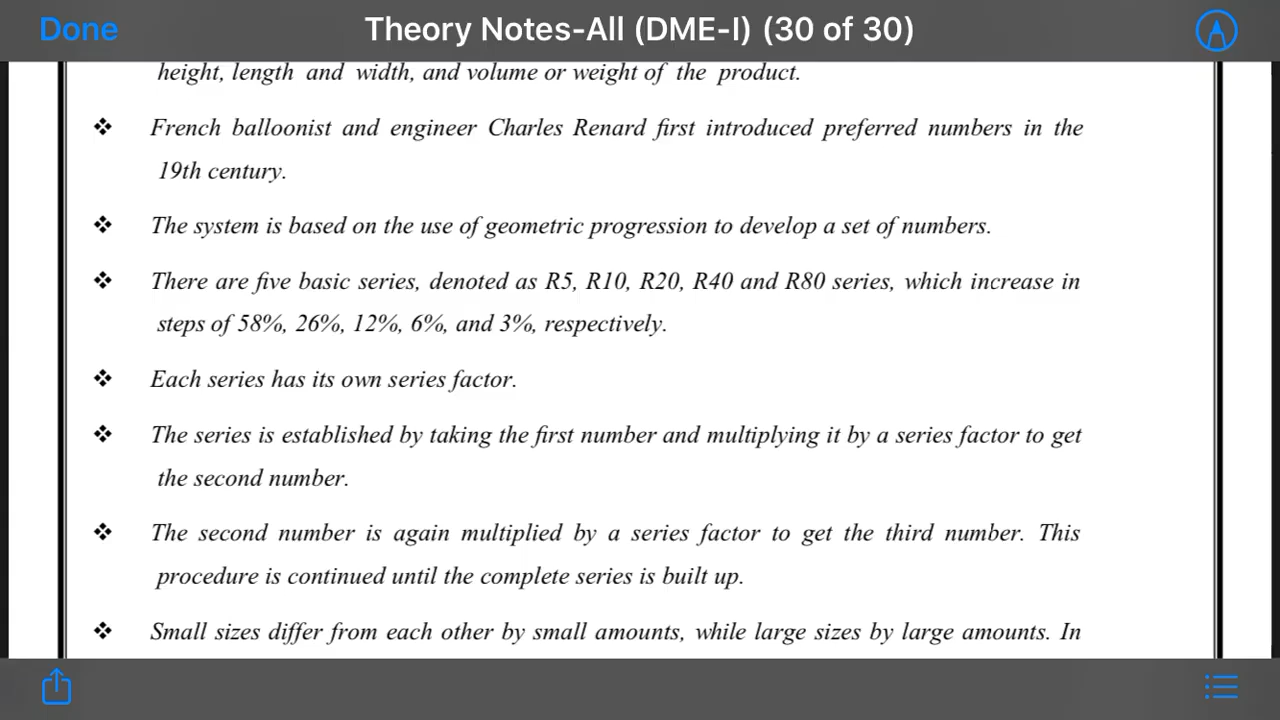 Done
Theory Notes-All (DME-I) (30 of 30)
height, length and width, and volume or weight of the product.
❖ French balloonist and engineer Charles Renard first introduced preferred numbers in the
19th century.
❖ The system is based on the use of geometric progression to develop a set of numbers.
❖ There are five basic series, denoted as R5, R10, R20, R40 and R80 series, which increase in
steps of 58%, 26%, 12%, 6%, and 3%, respectively.
❖ Each series has its own series factor.
❖ The series is established by taking the first number and multiplying it by a series factor to get
the second number.
❖ The second number is again multiplied by a series factor to get the third number. This
procedure is continued until the complete series is built up.
❖ Small sizes differ from each other by small amounts, while large sizes by large amounts. In